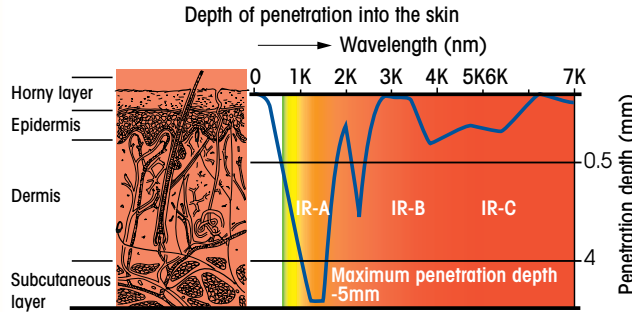 Depth of penetration into the skin
Wavelength (nm)
0 1K 2K 3K 4K 5K6K 7K
Horny layer
Epidermis
Dermis
Subcutaneous
layer
IR-A
IR-B
IR-C
Maximum penetration depth
-5mm
0.5
4
Penetration depth (mm)